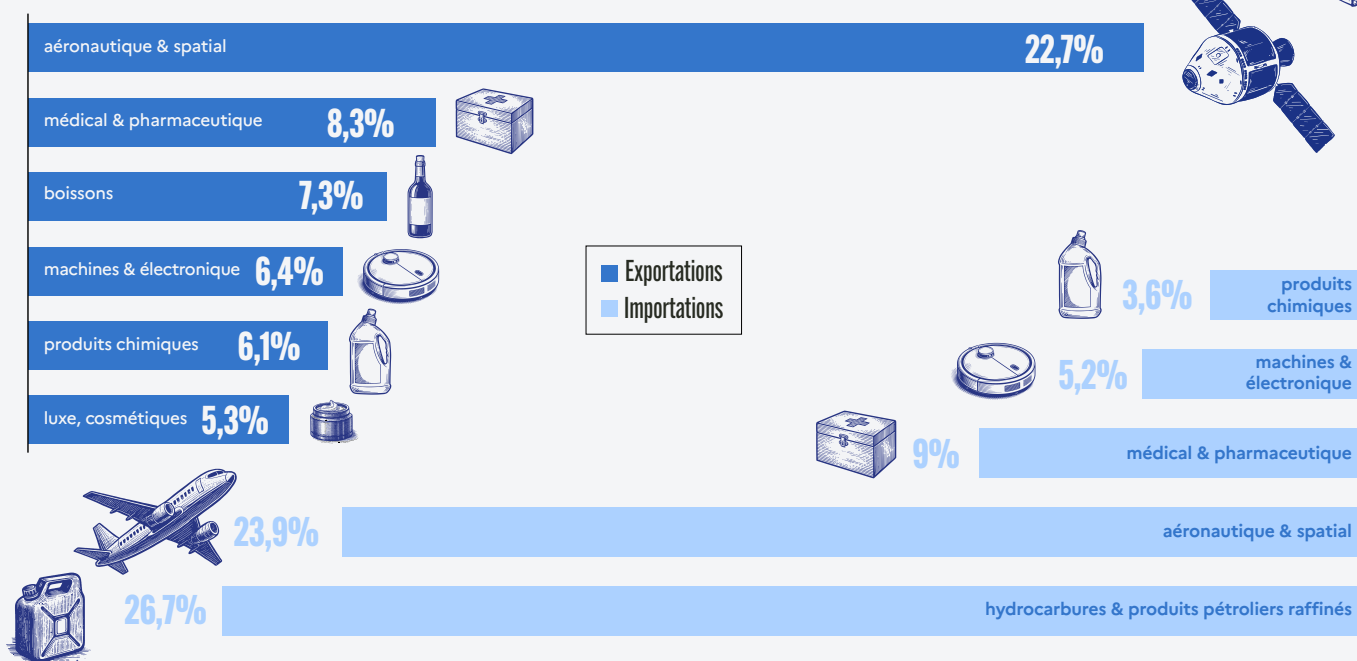 aéronautique & spatial 22,7%
médical & pharmaceutique 8,3%
boissons 7,3%
machines & électronique 6,4%
produits chimiques 6,1%
luxe, cosmétiques 5,3%
Exportations
Importations
3,6% produits
chimiques
5,2% machines &
électronique
9% médical & pharmaceutique
23,9% aéronautique & spatial
26,7% hydrocarbures & produits pétroliers raffinés